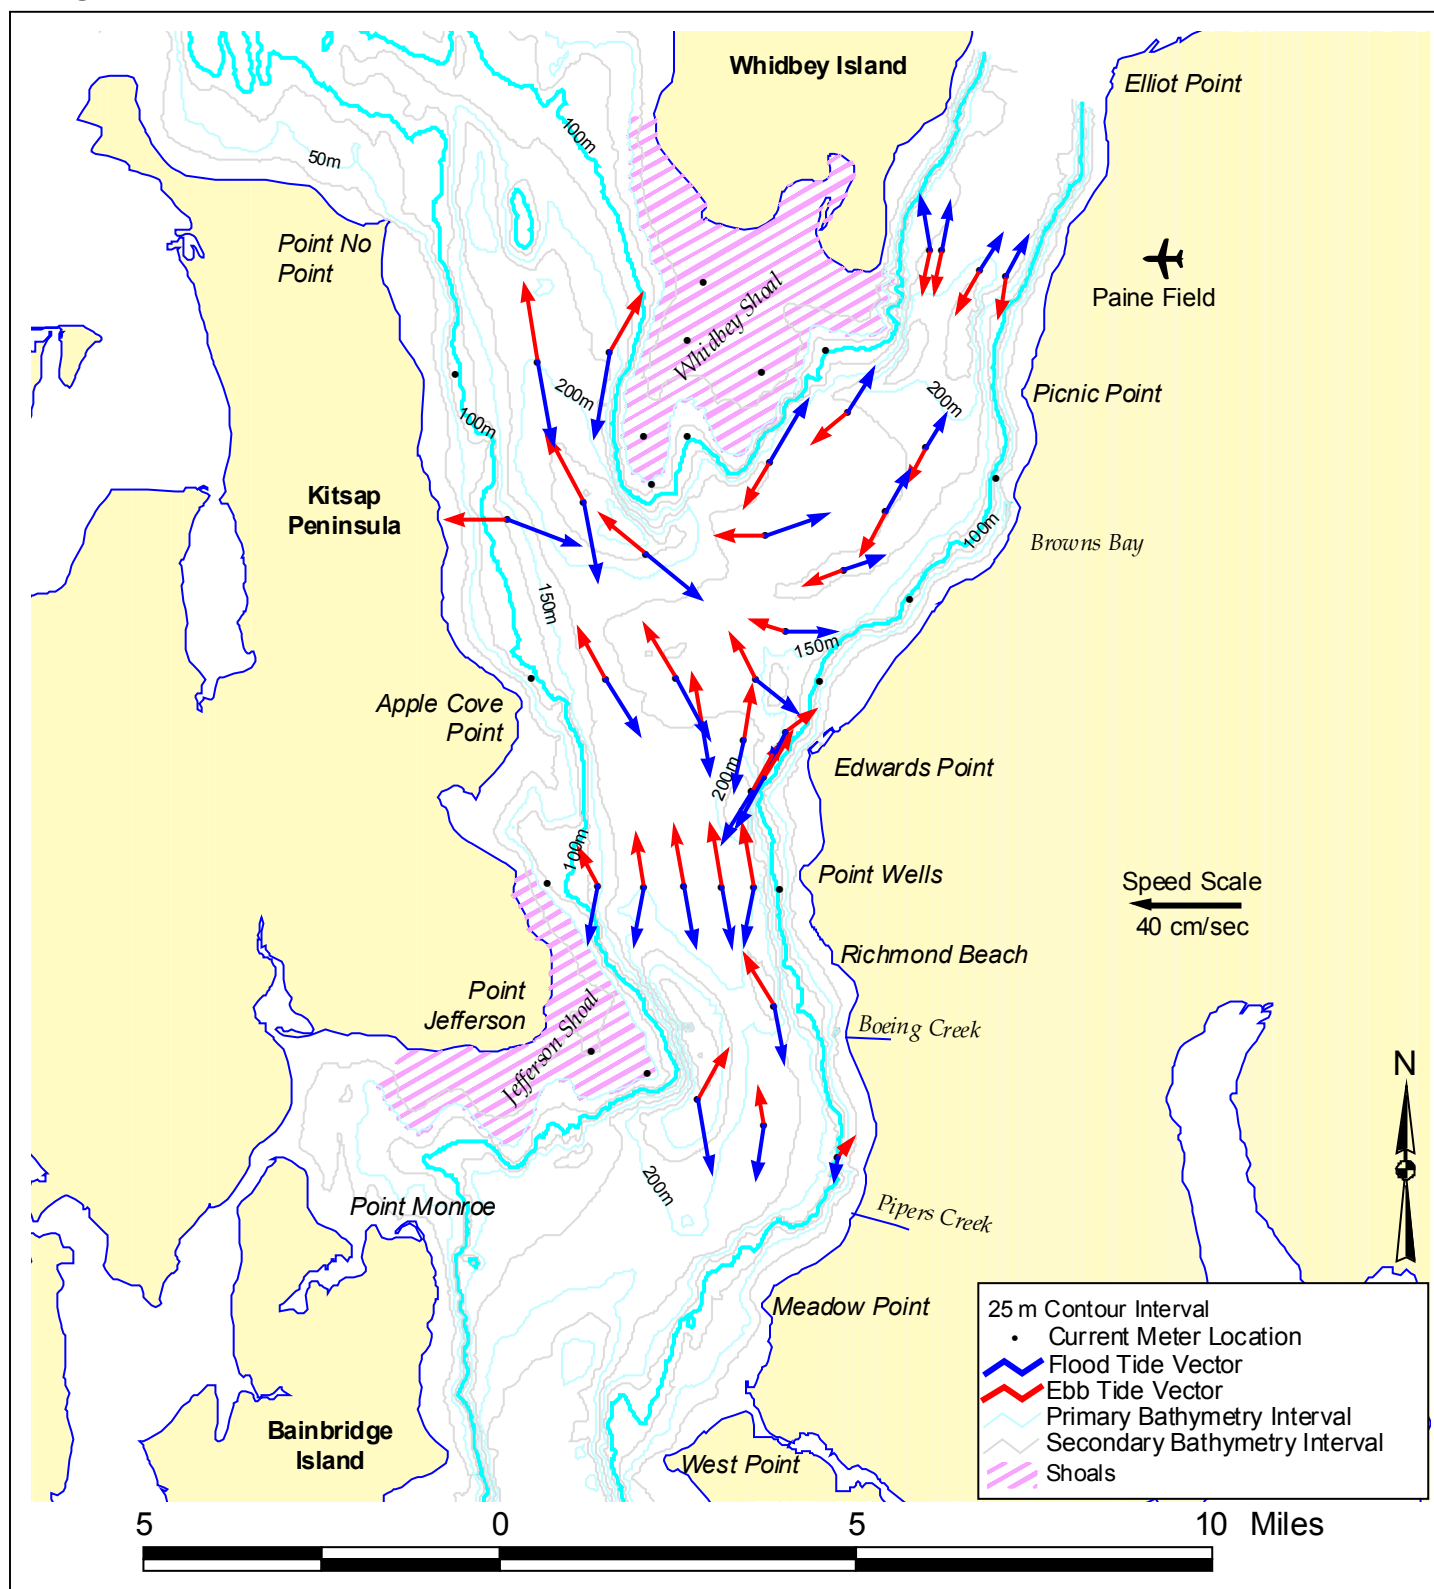 Whidbey Island
Elliot Point
100m
50m
Point No
Point
Paine Field
Whidbey Shoal
200m
200m
Picnic Point
100m
Kitsap
Peninsula
100m
Browns Bay
150m
150m
Apple Cove
Point
200m
Edwards Point
100m
Point Wells
Speed Scale
40 cm/sec
Richmond Beach
Point
Jefferson
Jefferson Shoal
Boeing Creek
N
200m
Point Monroe
Pipers Creek
Meadow Point
25 m Contour Interval
Current Meter Location
Flood Tide Vector
Ebb Tide Vector
Primary Bathymetry Interval
Secondary Bathymetry Interval
Shoals
Bainbridge
Island
West Point
5 0 5 10 Miles